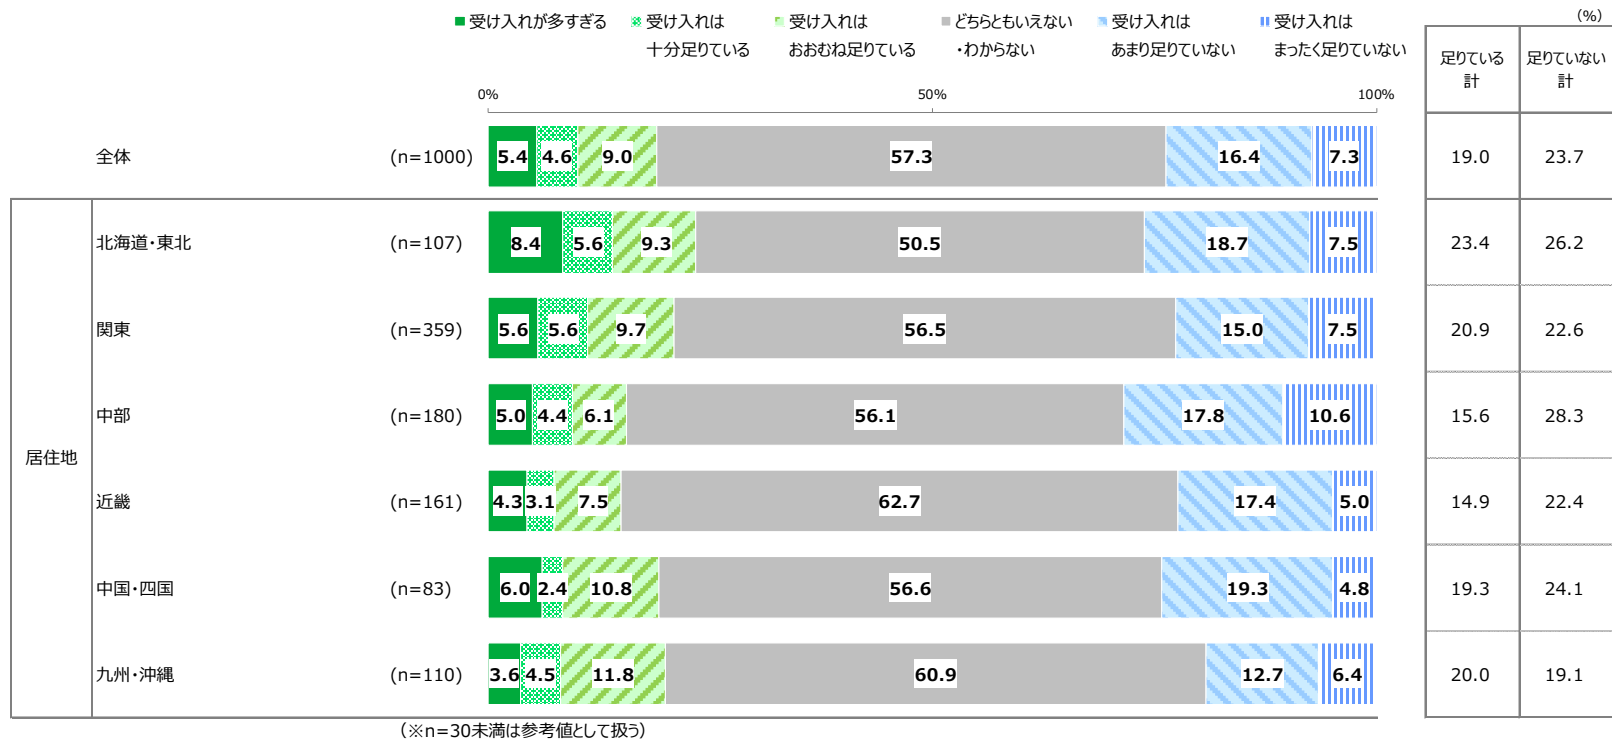 (%)
受け入れが多すぎる 受け入れは 受け入れは どちらともいえない 受け入れは 受け入れは
十分足りている おおむね足りている ・わからない あまり足りていない まったく足りていない
足りている 足りていない
計 計
0% 50% 100%
全体 (n=1000) 5.4 4.6 9.0 57.3 16.4 7.3 19.0 23.7
北海道・東北 (n=107) 8.4 5.6 9.3 50.5 18.7 7.5 23.4 26.2
関東 (n=359) 5.6 5.6 9.7 56.5 15.0 7.5 20.9 22.6
中部 (n=180) 5.0 4.4 6.1 56.1 17.8 10.6 15.6 28.3
居住地
近畿 (n=161) 4.3 3.1 7.5 62.7 17.4 5.0 14.9 22.4
中国・四国 (n=83) 6.0 2.4 10.8 56.6 19.3 4.8 19.3 24.1
九州・沖縄 (n=110) 3.6 4.5 11.8 60.9 12.7 6.4 20.0 19.1
（※n=30未満は参考値として扱う）